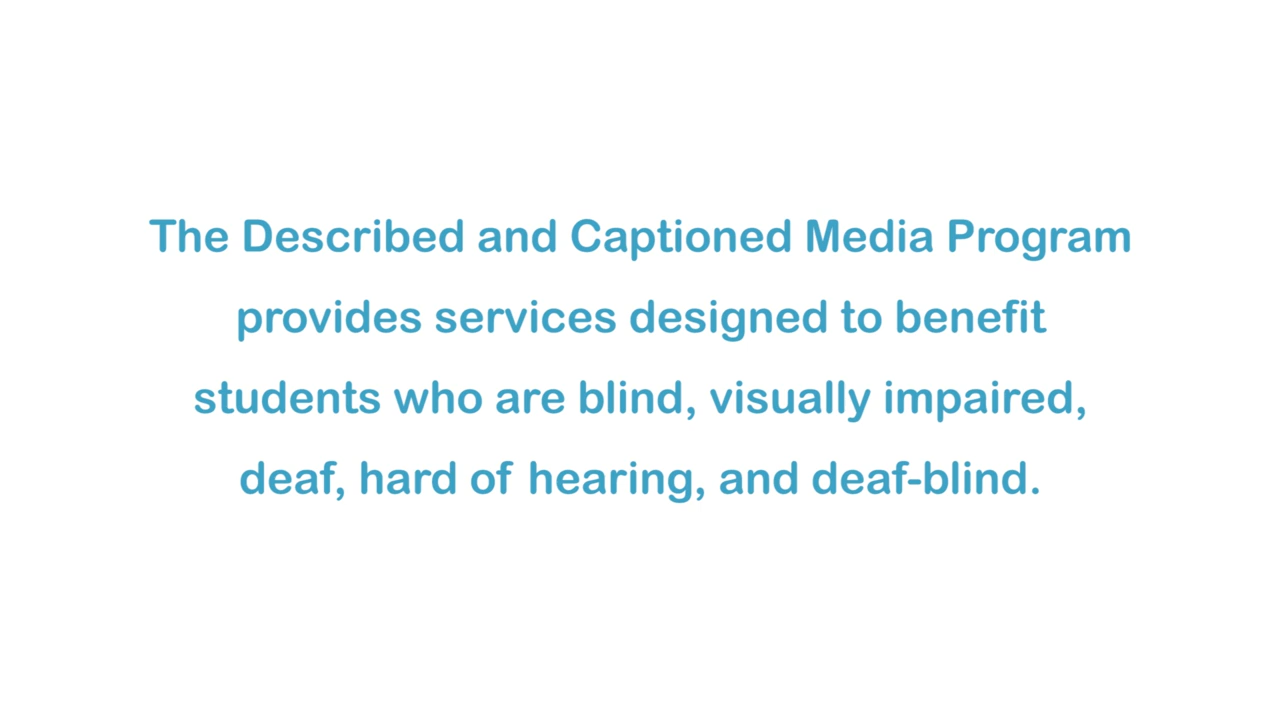 The Described and Captioned Media Program
provides services designed to benefit
students who are blind, visually impaired,
deaf, hard of hearing, and deaf-blind.